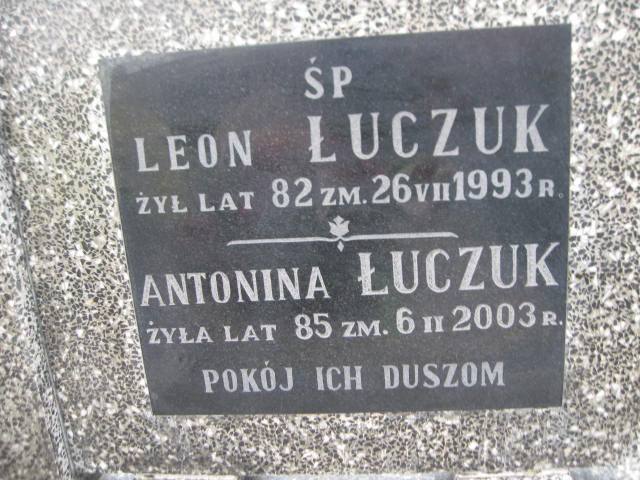 ŚP
LEON ŁUCZUK
ŻYŁ LAT 82 ZM. 26 VII 1993 R.
ANTONINA ŁUCZUK
ŻYŁA LAT 85 ZM. 6 II 2003 R.
POKÓJ ICH DUSZOM